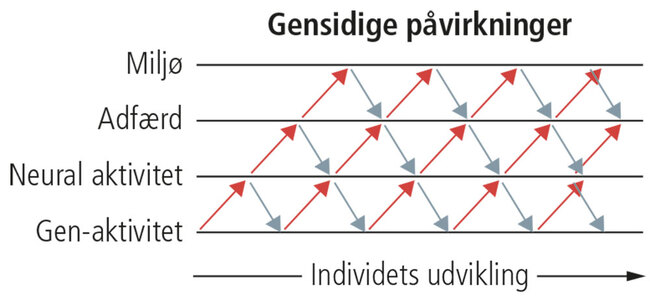 Gensidige påvirkninger
Miljø
Adfærd
Neural aktivitet
Gen-aktivitet
Individets udvikling